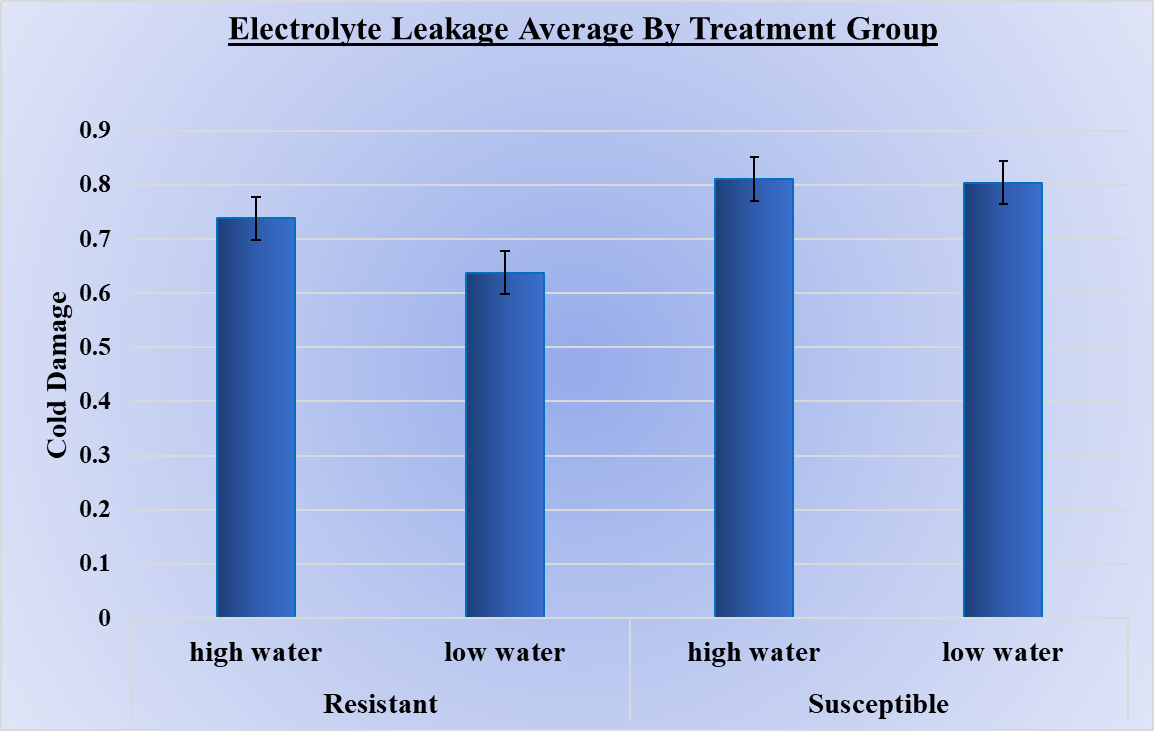 Electrolyte Leakage Average By Treatment Group
Cold Damage
0.9
0.8
0.7
0.6
0.5
0.4
0.3
0.2
0.1
0
high water low water high water low water
Resistant Susceptible